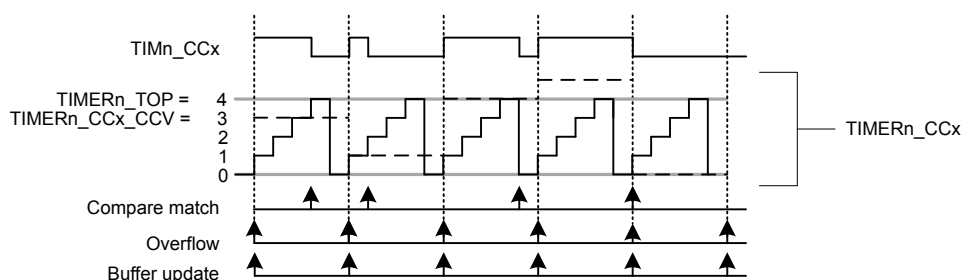 TIMn_CCx
TIMERn_TOP = 4
TIMERn_CCx_CCV = 3
2
1
0
TIMERn_CCx
Compare match
Overflow
Buffer update